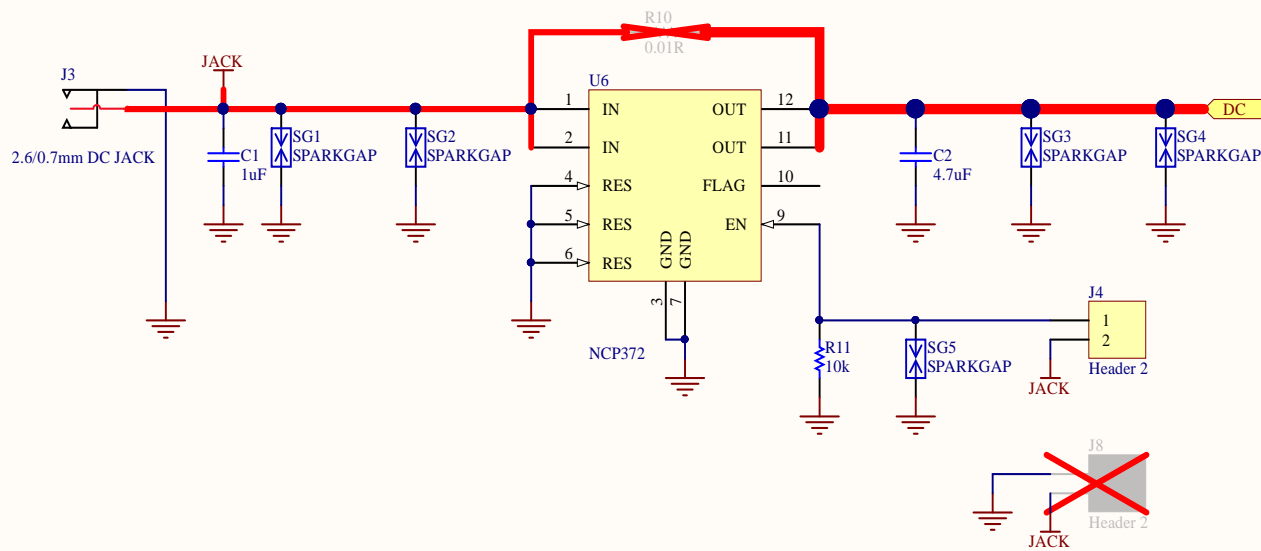 R10
0.01R
JACK
J3
2.6/0.7mm DC JACK
C1
1uF
SG1
SPARKGAP
SG2
SPARKGAP
U6
1
IN
2
IN
4
RES
5
RES
6
RES
OUT
12
OUT
11
FLAG
10
EN
9
GND
GND
3
7
NCP372
C2
4.7uF
SG3
SPARKGAP
SG4
SPARKGAP
DC
R11
10k
SG5
SPARKGAP
J4
1
2
Header 2
JACK
J8
Header 2
JACK